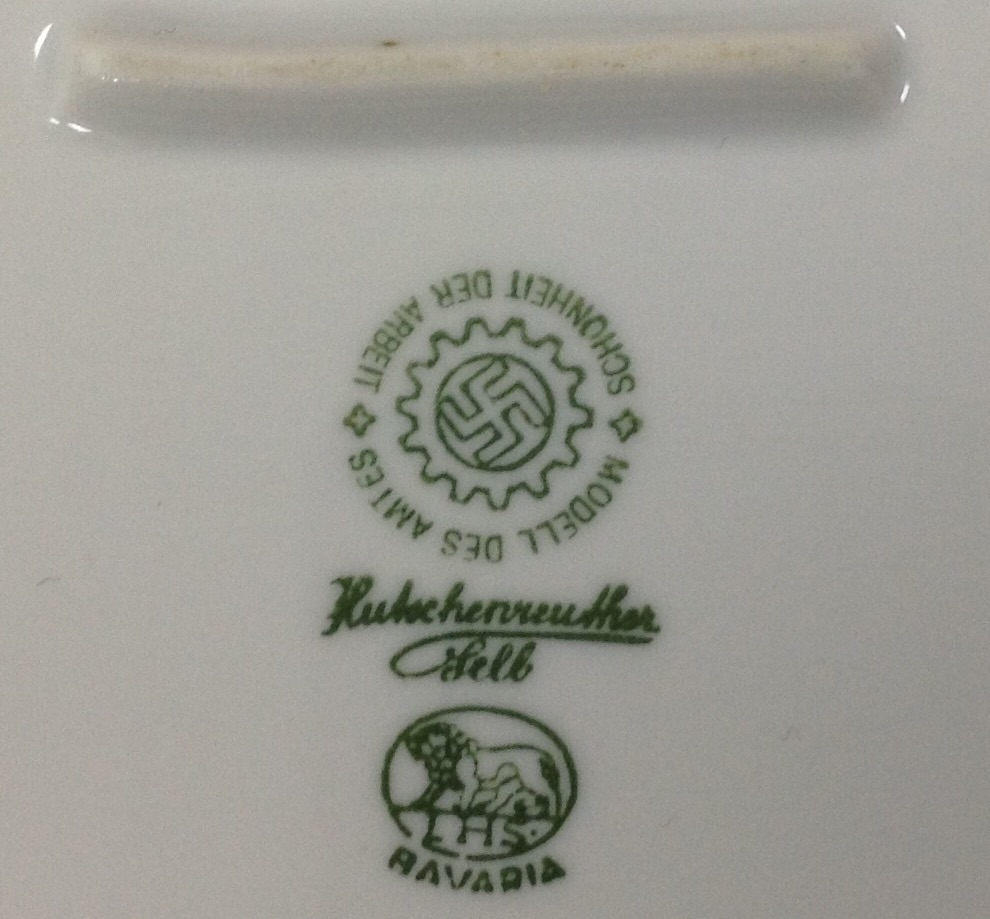 MODELL DES AMTES
SCHÖNHEIT DER ARBEIT
Hutschenreuther
Selb
L.H.S.
BAVARIA